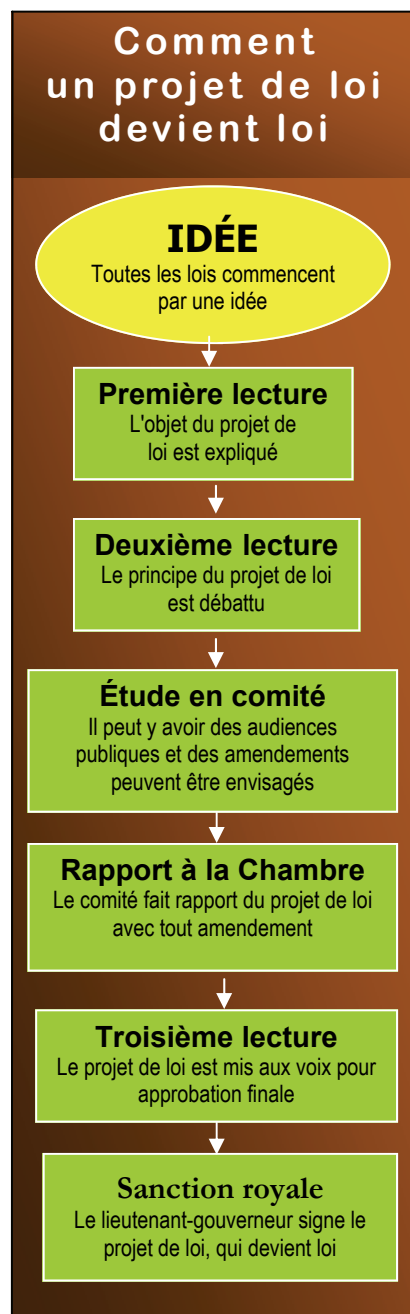 Comment
un projet de loi
devient loi
IDÉE
Toutes les lois commencent
par une idée
Première lecture
L'objet du projet de
loi est expliqué
Deuxième lecture
Le principe du projet de loi
est débattu
Étude en comité
Il peut y avoir des audiences
publiques et des amendements
peuvent être envisagés
Rapport à la Chambre
Le comité fait rapport du projet de loi
avec tout amendement
Troisième lecture
Le projet de loi est mis aux voix pour
approbation finale
Sanction royale
Le lieutenant-gouverneur signe le
projet de loi, qui devient loi